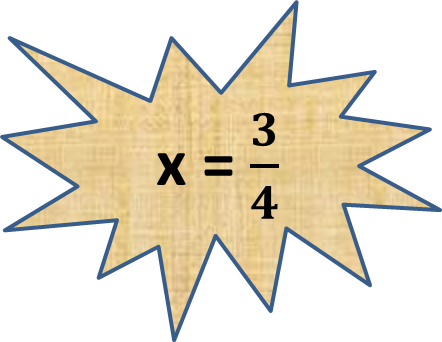 x = 3/4